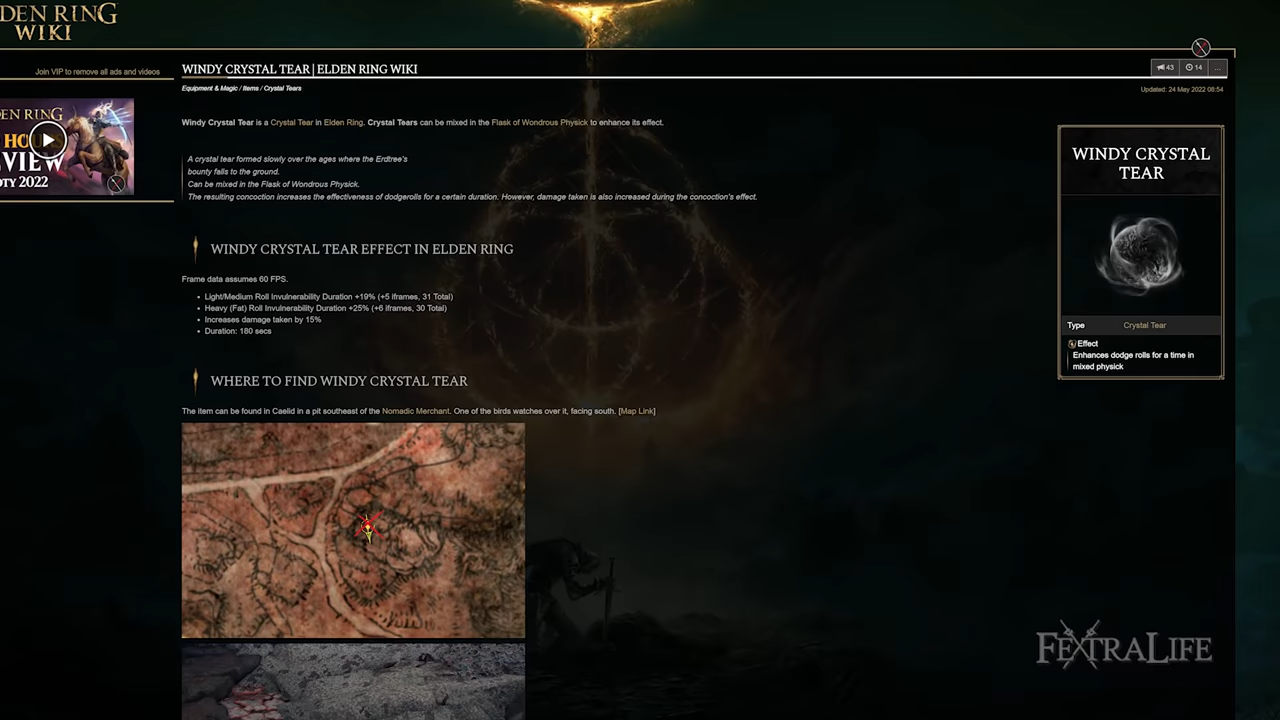 DEN RING
WIKI
Join VIP to remove all ads and videos
WINDY CRYSTAL TEAR | ELDEN RING WIKI
43
14
...
Equipment & Magic / Items / Crystal Tears
Updated: 24 May 2022 08:54
DEN RING
HOU
VIEW
OTY 2022
Windy Crystal Tear is a Crystal Tear in Elden Ring. Crystal Tears can be mixed in the Flask of Wondrous Physick to enhance its effect.
A crystal tear formed slowly over the ages where the Erdtree's
bounty falls to the ground.
Can be mixed in the Flask of Wondrous Physick.
The resulting concoction increases the effectiveness of dodgerolls for a certain duration. However, damage taken is also increased during the concoction's effect.
WINDY CRYSTAL TEAR EFFECT IN ELDEN RING
Frame data assumes 60 FPS.
• Light/Medium Roll Invulnerability Duration +19% (+5 iframes, 31 Total)
• Heavy (Fat) Roll Invulnerability Duration +25% (+6 iframes, 30 Total)
• Increases damage taken by 15%
• Duration: 180 secs
WHERE TO FIND WINDY CRYSTAL TEAR
The item can be found in Caelid in a pit southeast of the Nomadic Merchant. One of the birds watches over it, facing south. [Map Link]
WINDY CRYSTAL
TEAR
Type Crystal Tear
Effect
Enhances dodge rolls for a time in
mixed physick
FEXTRALIFE